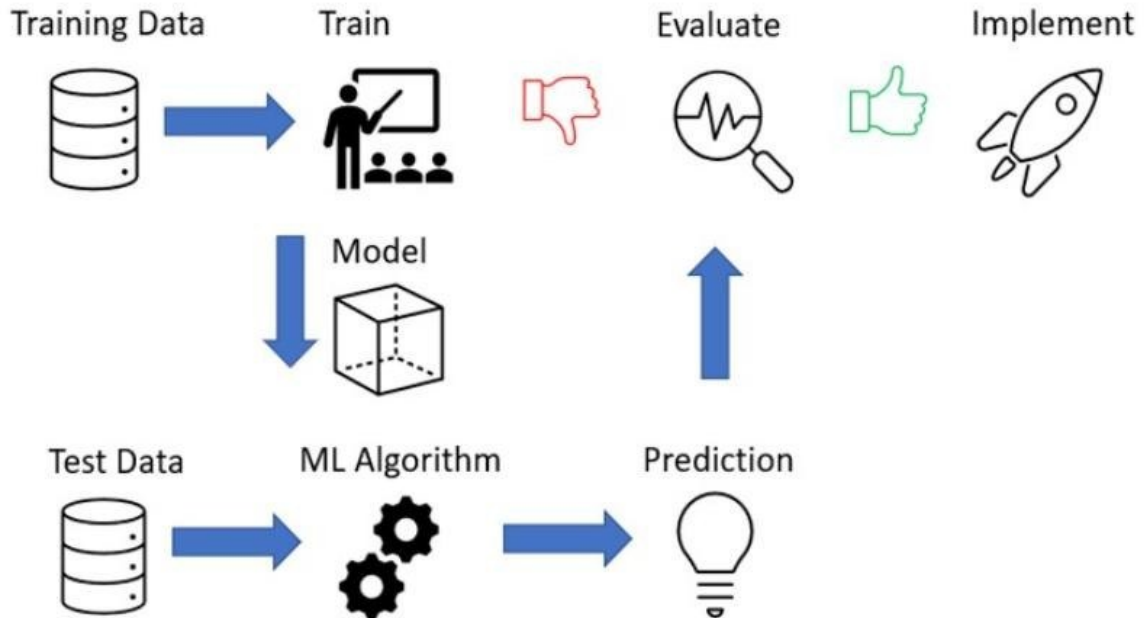 Training Data
Train
Evaluate
Implement
Model
Test Data
ML Algorithm
Prediction